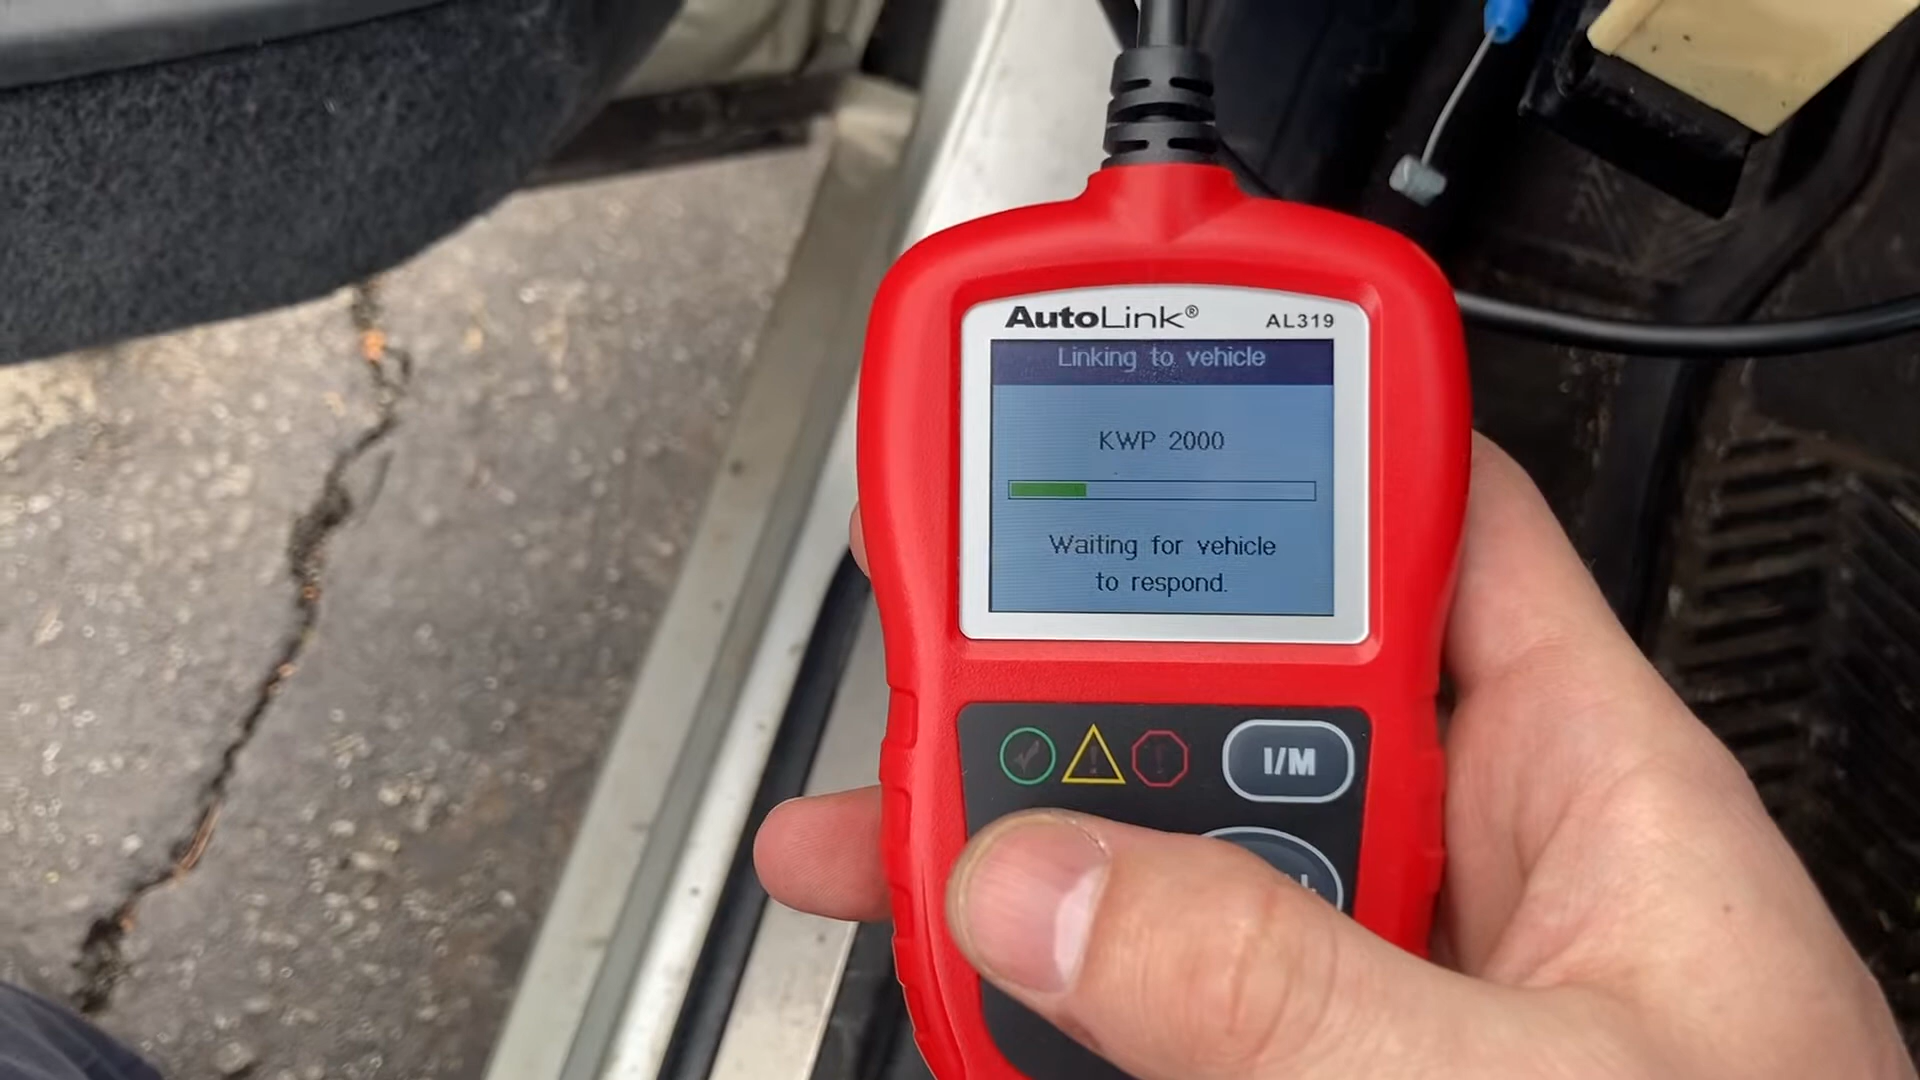 AutoLink® AL319
Linking to vehicle
KWP 2000
Waiting for vehicle
to respond.
I/M